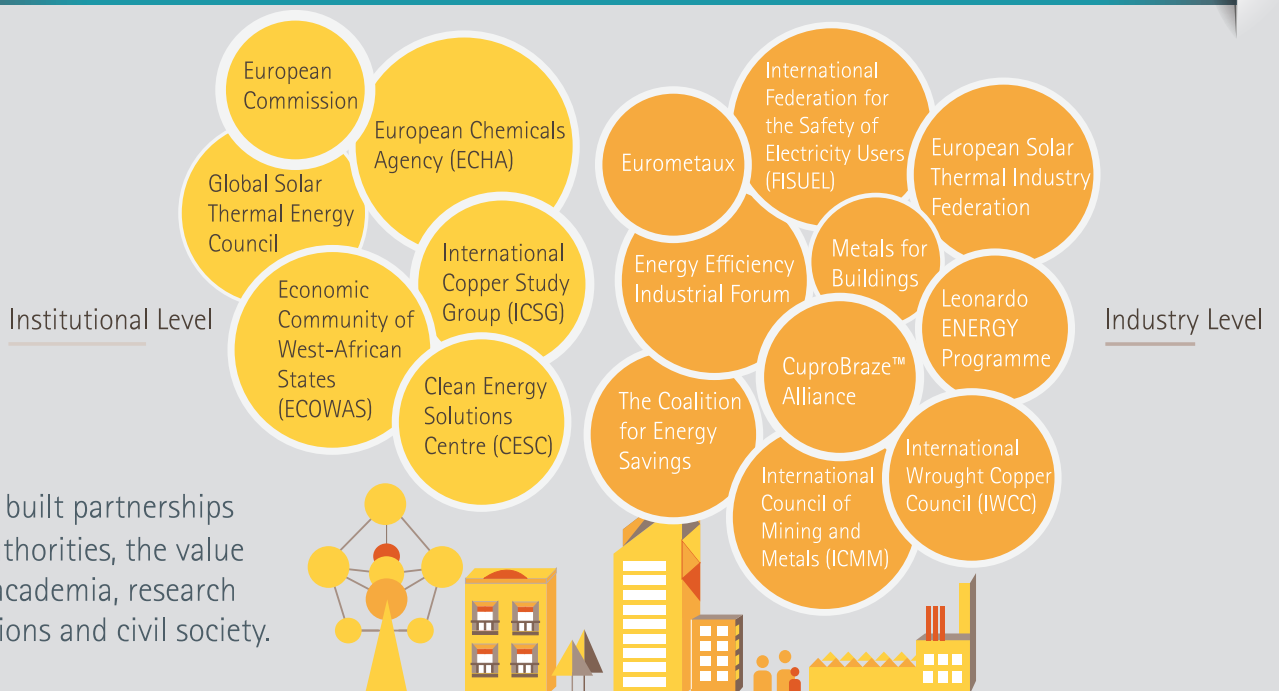 European
Commission
European Chemicals
Agency (ECHA)
Global Solar
Thermal Energy
Council
International
Copper Study
Group (ICSG)
Economic
Community of
West-African
States
(ECOWAS)
Clean Energy
Solutions
Centre (CESC)
Institutional Level
International
Federation for
the Safety of
Electricity Users
(FISUEL)
Eurometaux
European Solar
Thermal Industry
Federation
Energy Efficiency
Industrial Forum
Metals for
Buildings
Leonardo
ENERGY
Programme
CuproBraze™
Alliance
The Coalition
for Energy
Savings
International
Council of
Mining and
Metals (ICMM)
International
Wrought Copper
Council (IWCC)
Industry Level
built partnerships
thorities, the value
academia, research
ions and civil society.